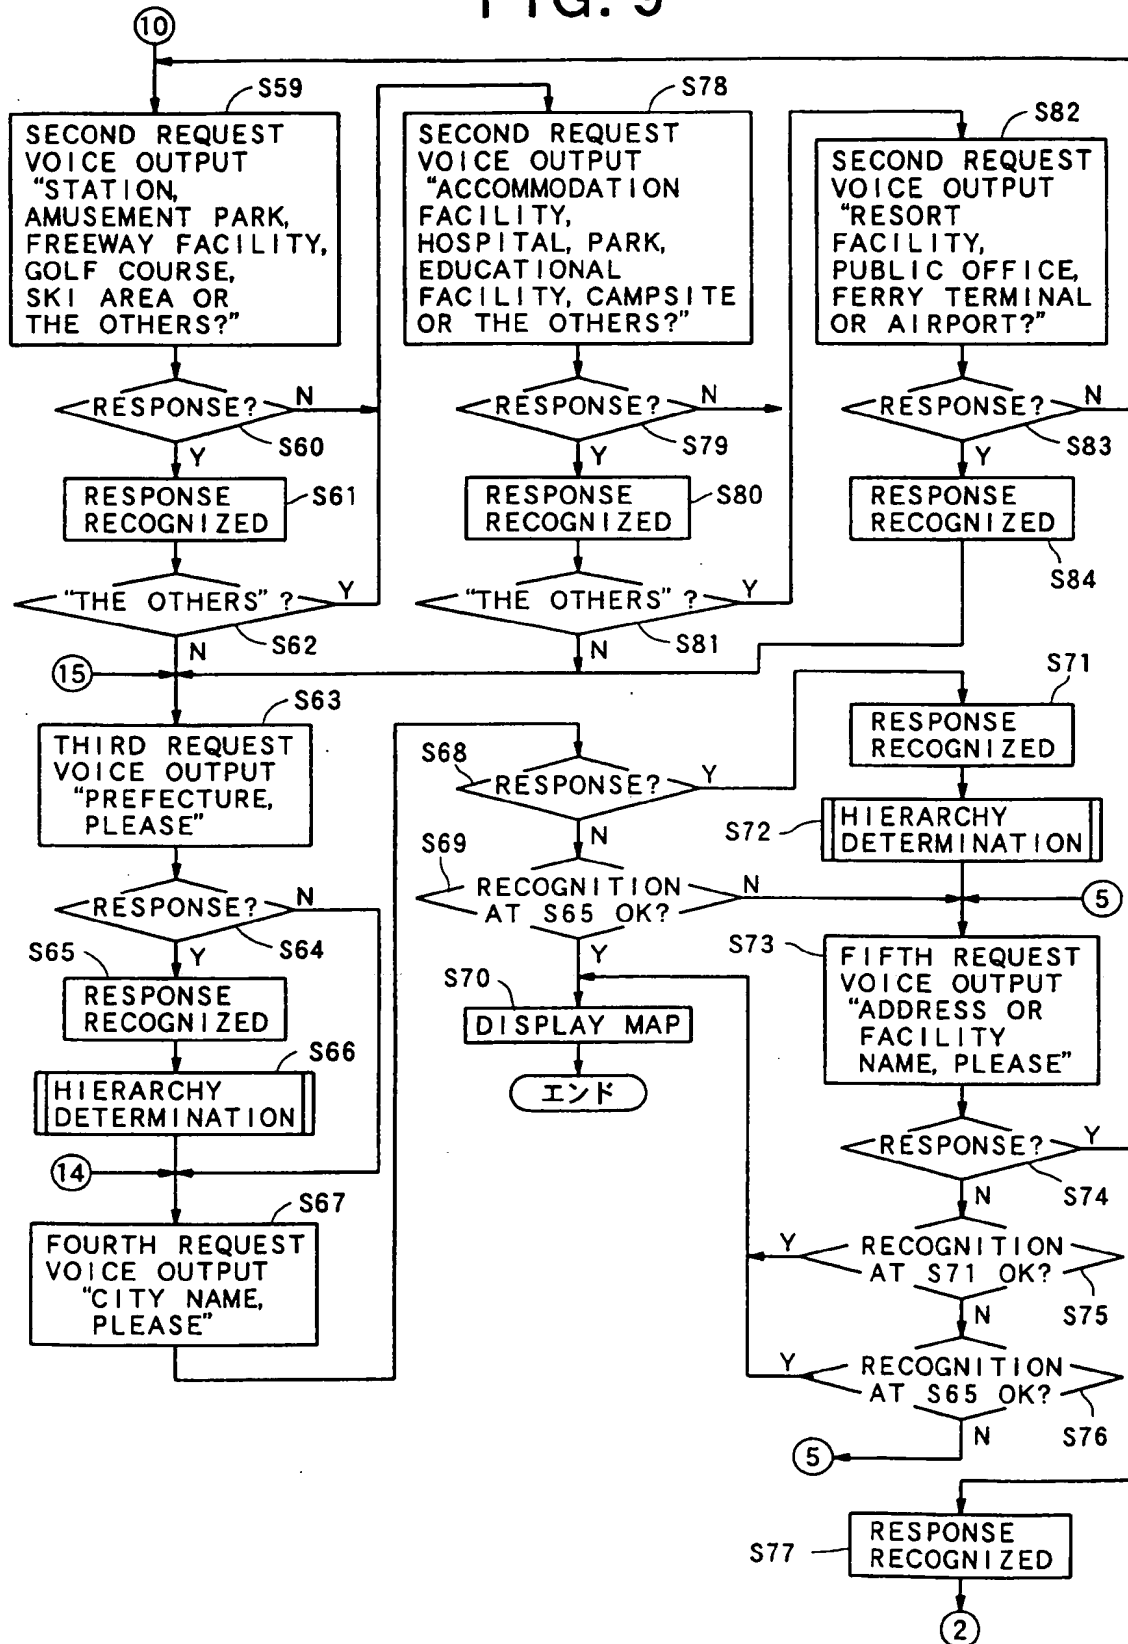 FIG. 9
10
S59
SECOND REQUEST
VOICE OUTPUT
"STATION,
AMUSEMENT PARK,
FREEWAY FACILITY,
GOLF COURSE,
SKI AREA OR
THE OTHERS?"
RESPONSE?
N
S60
Y
RESPONSE
RECOGNIZED
S61
"THE OTHERS" ?
Y
S62
N
15
S63
THIRD REQUEST
VOICE OUTPUT
"PREFECTURE,
PLEASE"
RESPONSE?
N
S64
Y
S65
RESPONSE
RECOGNIZED
S66
HIERARCHY
DETERMINATION
14
S67
FOURTH REQUEST
VOICE OUTPUT
"CITY NAME,
PLEASE"
S78
SECOND REQUEST
VOICE OUTPUT
"ACCOMMODATION
FACILITY,
HOSPITAL, PARK,
EDUCATIONAL
FACILITY, CAMPSITE
OR THE OTHERS?"
RESPONSE?
N
S79
Y
RESPONSE
RECOGNIZED
S80
"THE OTHERS" ?
Y
S81
N
S68
RESPONSE?
Y
N
S69
RECOGNITION
AT S65 OK?
N
Y
S70
DISPLAY MAP
エンド
S82
SECOND REQUEST
VOICE OUTPUT
"RESORT
FACILITY,
PUBLIC OFFICE,
FERRY TERMINAL
OR AIRPORT?"
RESPONSE?
N
S83
Y
RESPONSE
RECOGNIZED
S84
S71
RESPONSE
RECOGNIZED
S72
HIERARCHY
DETERMINATION
5
S73
FIFTH REQUEST
VOICE OUTPUT
"ADDRESS OR
FACILITY
NAME, PLEASE"
RESPONSE?
Y
S74
N
Y
RECOGNITION
AT S71 OK?
S75
N
Y
RECOGNITION
AT S65 OK?
S76
N
5
S77
RESPONSE
RECOGNIZED
2